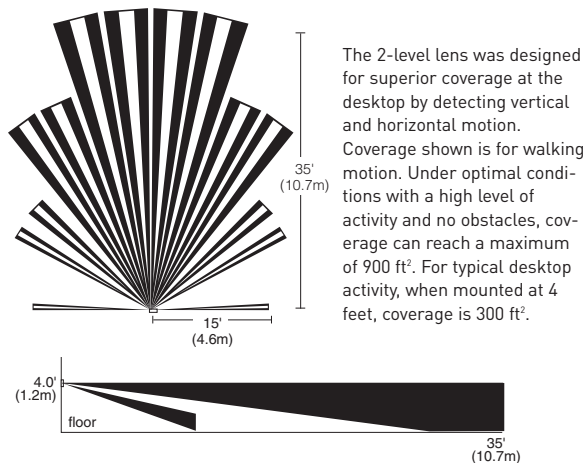 The 2-level lens was designed
for superior coverage at the
desktop by detecting vertical
and horizontal motion.
Coverage shown is for walking
motion. Under optimal condi-
tions with a high level of
activity and no obstacles, cov-
erage can reach a maximum
of 900 ft². For typical desktop
activity, when mounted at 4
feet, coverage is 300 ft².
35'
(10.7m)
15'
(4.6m)
4.0'
(1.2m)
floor
35'
(10.7m)